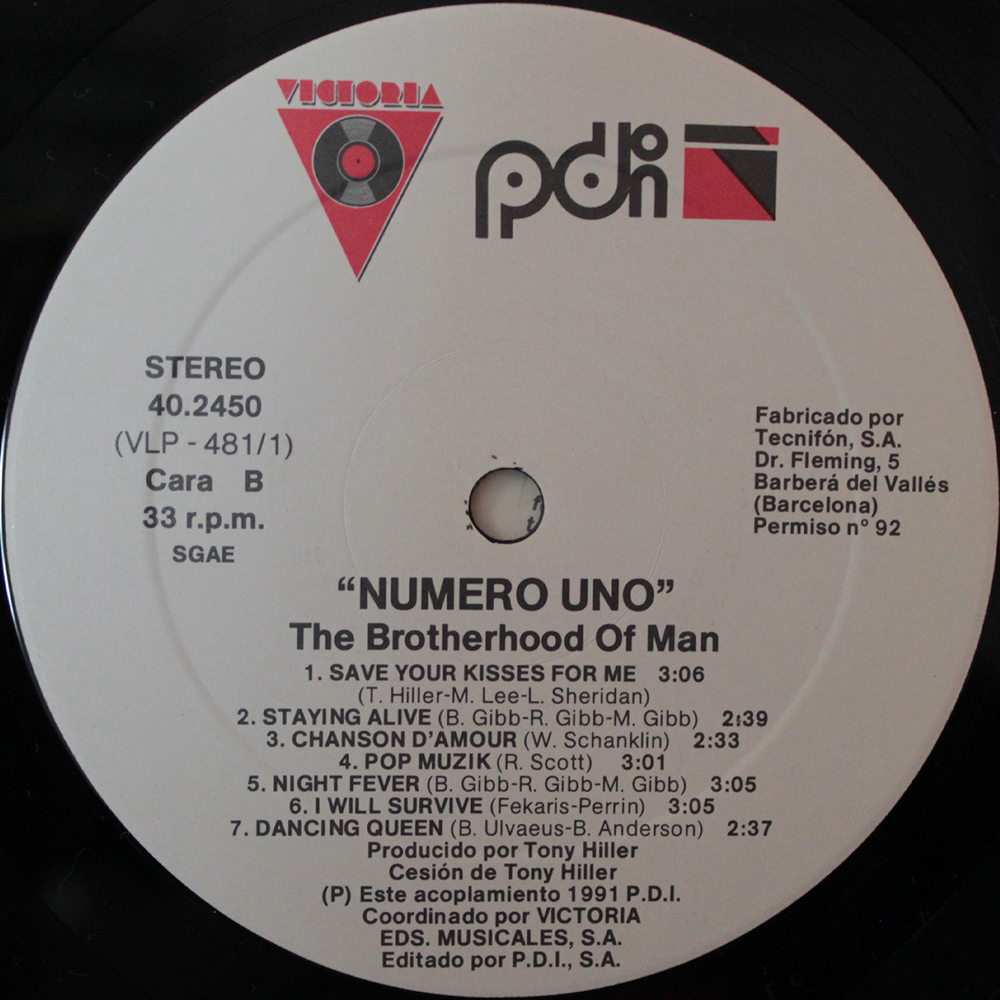 VICTORIA
pdi
STEREO
40.2450
(VLP - 481/1)
Cara B
33 r.p.m.
SGAE
Fabricado por
Tecnifón, S.A.
Dr. Fleming, 5
Barberá del Vallés
(Barcelona)
Permiso nº 92
“NUMERO UNO”
The Brotherhood Of Man
1. SAVE YOUR KISSES FOR ME 3:06
(T. Hiller-M. Lee-L. Sheridan)
2. STAYING ALIVE (B. Gibb-R. Gibb-M. Gibb) 2:39
3. CHANSON D'AMOUR (W. Schanklin) 2:33
4. POP MUZIK (R. Scott) 3:01
5. NIGHT FEVER (B. Gibb-R. Gibb-M. Gibb) 3:05
6. I WILL SURVIVE (Fekaris-Perrin) 3:05
7. DANCING QUEEN (B. Ulvaeus-B. Anderson) 2:37
Producido por Tony Hiller
Cesión de Tony Hiller
(P) Este acoplamiento 1991 P.D.I.
Coordinado por VICTORIA
EDS. MUSICALES, S.A.
Editado por P.D.I., S.A.